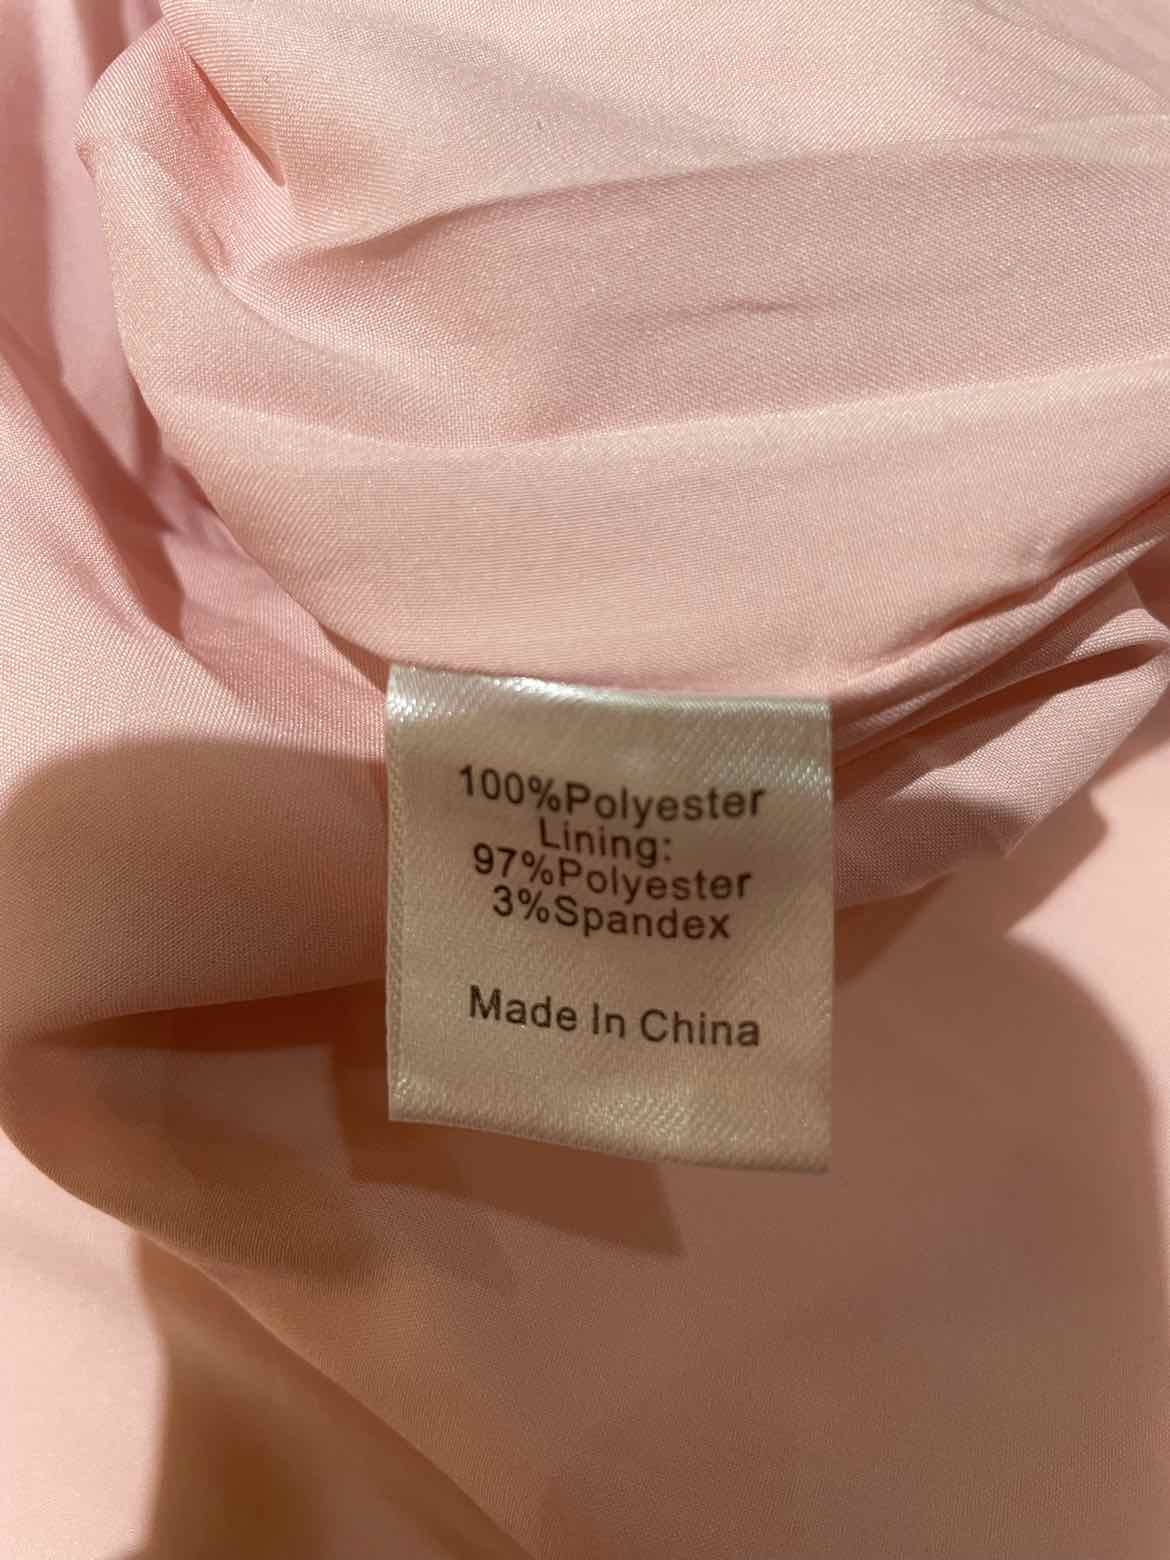 100%Polyester
Lining:
97%Polyester
3%Spandex
Made In China